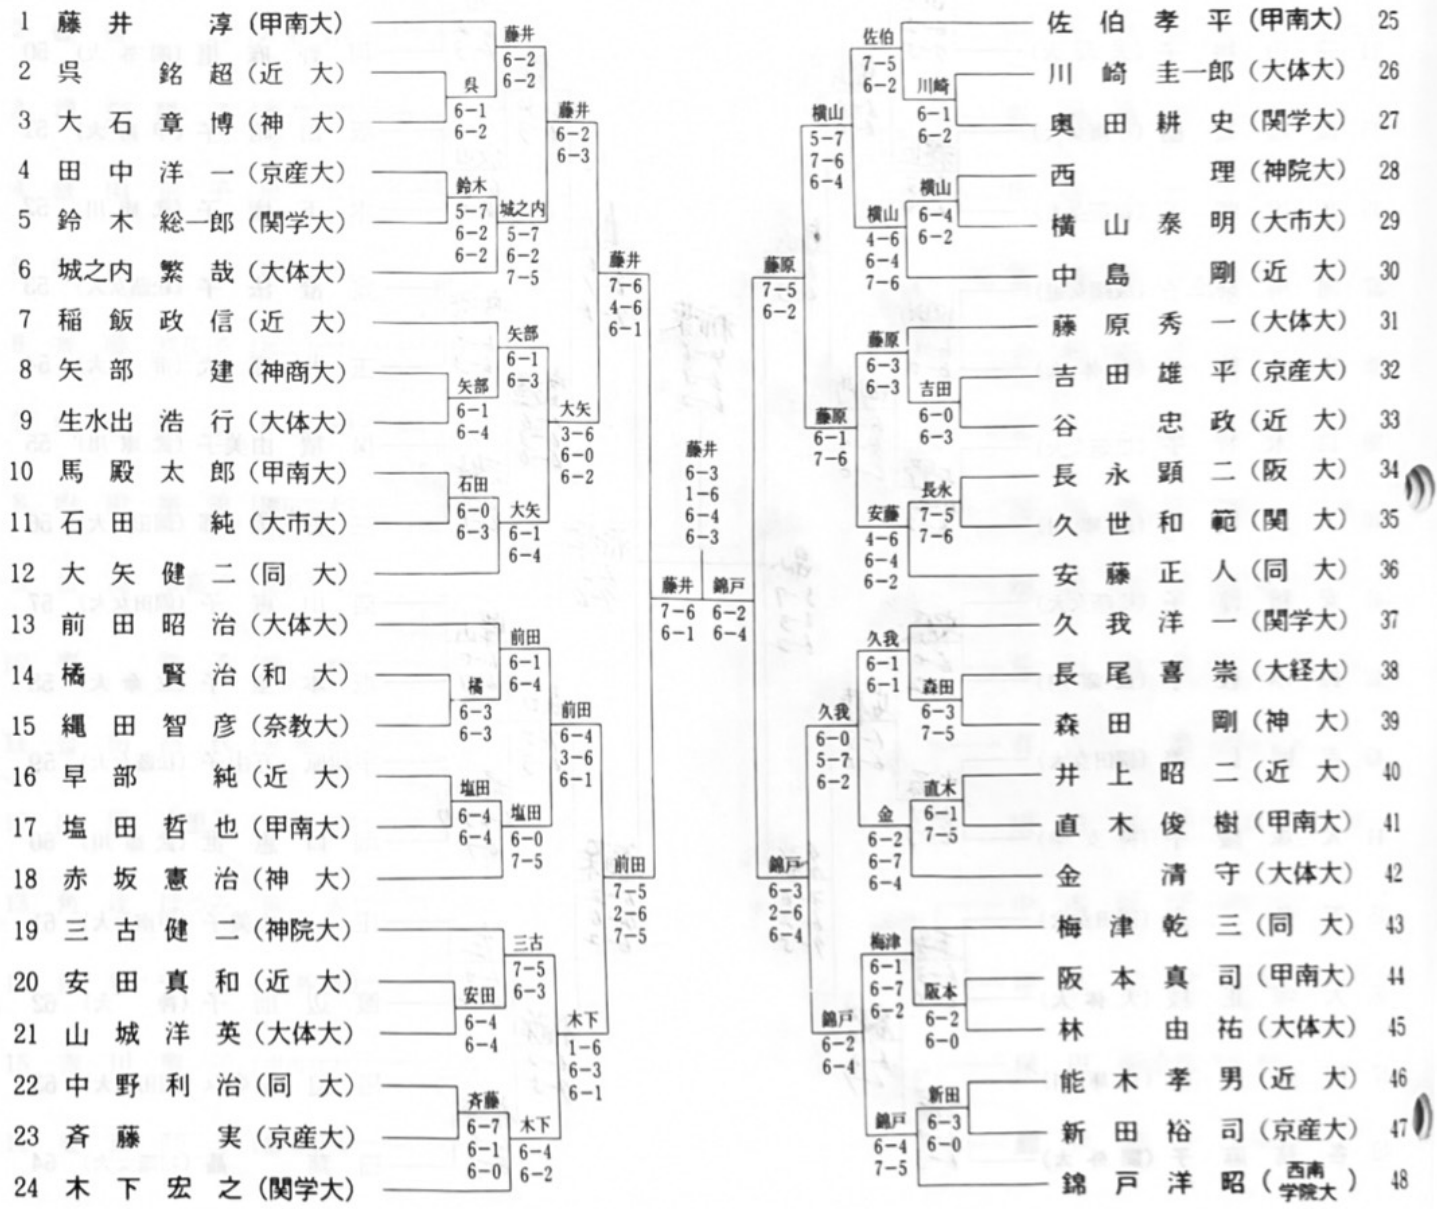 1 藤井 淳(甲南大)
2 呉 銘超(近大)
3 大石章博(神大)
4 田中洋一(京産大)
5 鈴木総一郎(関学大)
6 城之内繁哉(大体大)
7 稲飯政信(近大)
8 矢部 建(神商大)
9 生水出浩行(大体大)
10 馬殿太郎(甲南大)
11 石田 純(大市大)
12 大矢健二(同大)
13 前田昭治(大体大)
14 橘 賢治(和大)
15 縄田智彦(奈教大)
16 早部 純(近大)
17 塩田哲也(甲南大)
18 赤坂憲治(神大)
19 三古健二(神院大)
20 安田真和(近大)
21 山城洋英(大体大)
22 中野利治(同大)
23 斉藤 実(京産大)
24 木下宏之(関学大)
呉
6-1
6-2
鈴木
5-7
6-2
6-2
矢部
6-1
6-4
石田
6-0
6-3
橘
6-3
6-3
塩田
6-4
6-4
安田
6-4
6-4
斉藤
6-7
6-1
6-0
藤井
6-2
6-2
城之内
5-7
6-2
7-5
矢部
6-1
6-3
大矢
6-1
6-4
前田
6-1
6-4
塩田
6-0
7-5
三古
7-5
6-3
木下
6-4
6-2
藤井
6-2
6-3
大矢
3-6
6-0
6-2
前田
6-4
3-6
6-1
木下
1-6
6-3
6-1
藤井
7-6
4-6
6-1
前田
7-5
2-6
7-5
藤井
7-6
6-1
藤井
6-3
1-6
6-4
6-3
錦戸
6-2
6-4
藤原
7-5
6-2
錦戸
6-3
2-6
6-4
横山
5-7
7-6
6-4
藤原
6-1
7-6
久我
6-0
5-7
6-2
錦戸
6-2
6-4
佐伯
7-5
6-2
横山
4-6
6-4
7-6
藤原
6-3
6-3
安藤
4-6
6-4
6-2
久我
6-1
6-1
金
6-2
6-7
6-4
梅津
6-1
6-7
6-2
錦戸
6-4
7-5
川崎
6-1
6-2
横山
6-4
6-2
吉田
6-0
6-3
長永
7-5
7-6
森田
6-3
7-5
直木
6-1
7-5
阪本
6-2
6-0
新田
6-3
6-0
佐伯孝平(甲南大) 25
川崎圭一郎(大体大) 26
奥田耕史(関学大) 27
西 理(神院大) 28
横山泰明(大市大) 29
中島 剛(近大) 30
藤原秀一(大体大) 31
吉田雄平(京産大) 32
谷 忠政(近大) 33
長永顕二(阪大) 34
久世和範(関大) 35
安藤正人(同大) 36
久我洋一(関学大) 37
長尾喜崇(大経大) 38
森田 剛(神大) 39
井上昭二(近大) 40
直木俊樹(甲南大) 41
金 清守(大体大) 42
梅津乾三(同大) 43
阪本真司(甲南大) 44
林 由祐(大体大) 45
能木孝男(近大) 46
新田裕司(京産大) 47
錦戸洋昭(西南学院大) 48